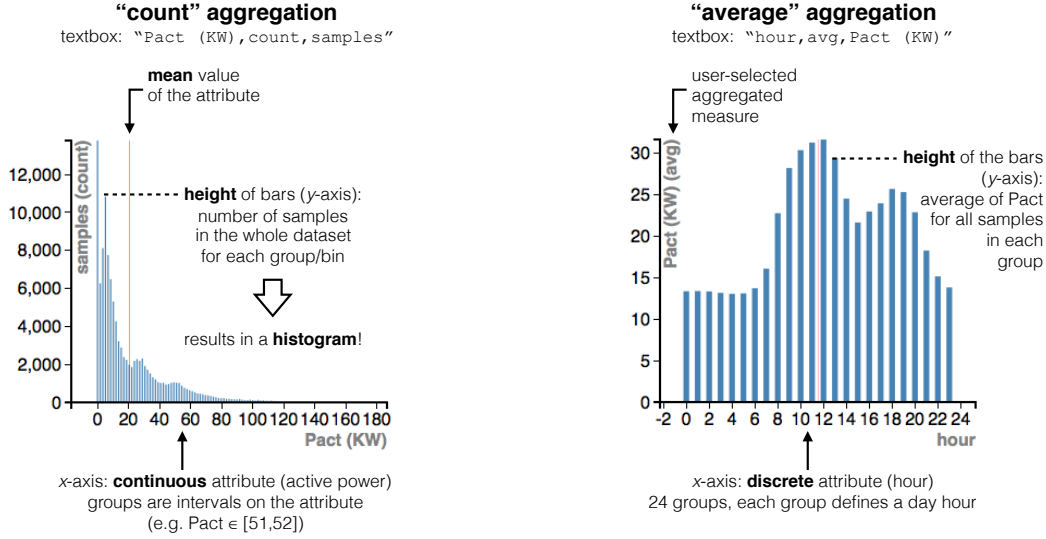 “count” aggregation
textbox: “Pact (KW),count,samples”
mean value
of the attribute
samples (count)
12,000
10,000
8,000
6,000
4,000
2,000
0
height of bars (y-axis):
number of samples
in the whole dataset
for each group/bin
results in a histogram!
0 20 40 60 80 100 120 140 160 180
Pact (KW)
x-axis: continuous attribute (active power)
groups are intervals on the attribute
(e.g. Pact ∈ [51,52])
“average” aggregation
textbox: “hour,avg,Pact (KW)”
user-selected
aggregated
measure
Pact (KW) (avg)
30
25
20
15
10
5
0
height of the bars
(y-axis):
average of Pact
for all samples
in each
group
-2 0 2 4 6 8 10 12 14 16 18 20 22 24
hour
x-axis: discrete attribute (hour)
24 groups, each group defines a day hour